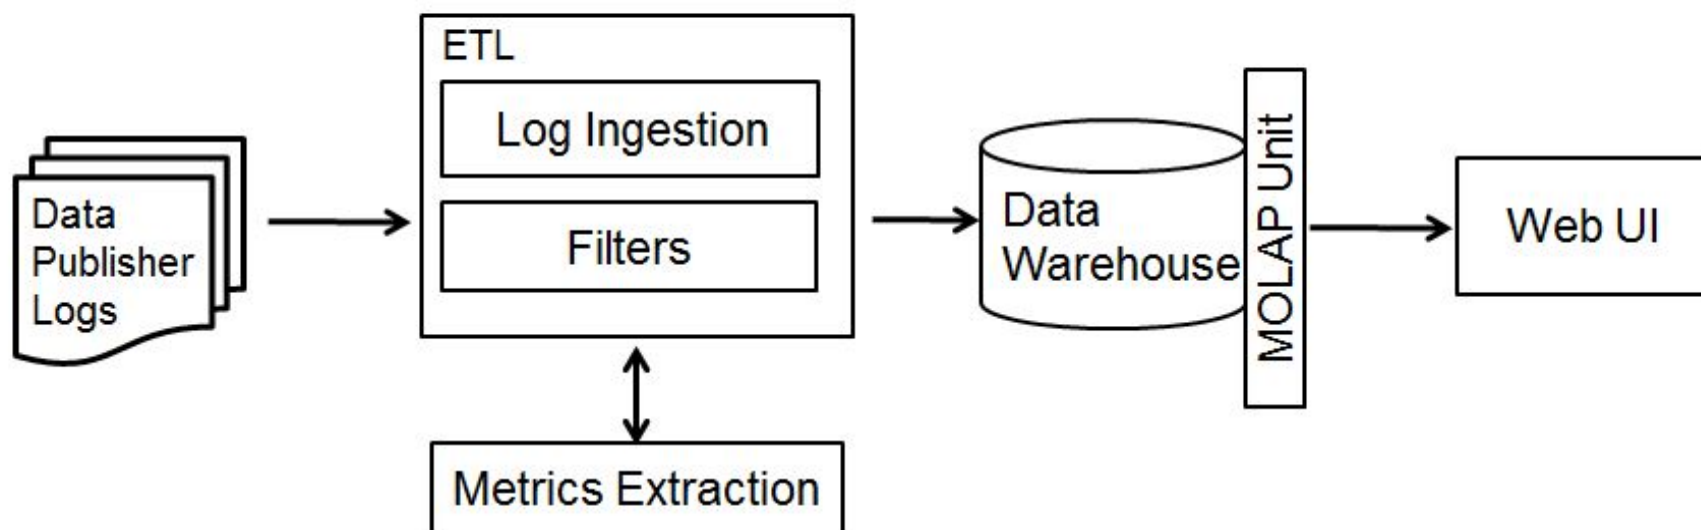 ETL
Log Ingestion
Filters
Data
Publisher
Logs
Data
Warehouse
MOLAP Unit
Web UI
Metrics Extraction